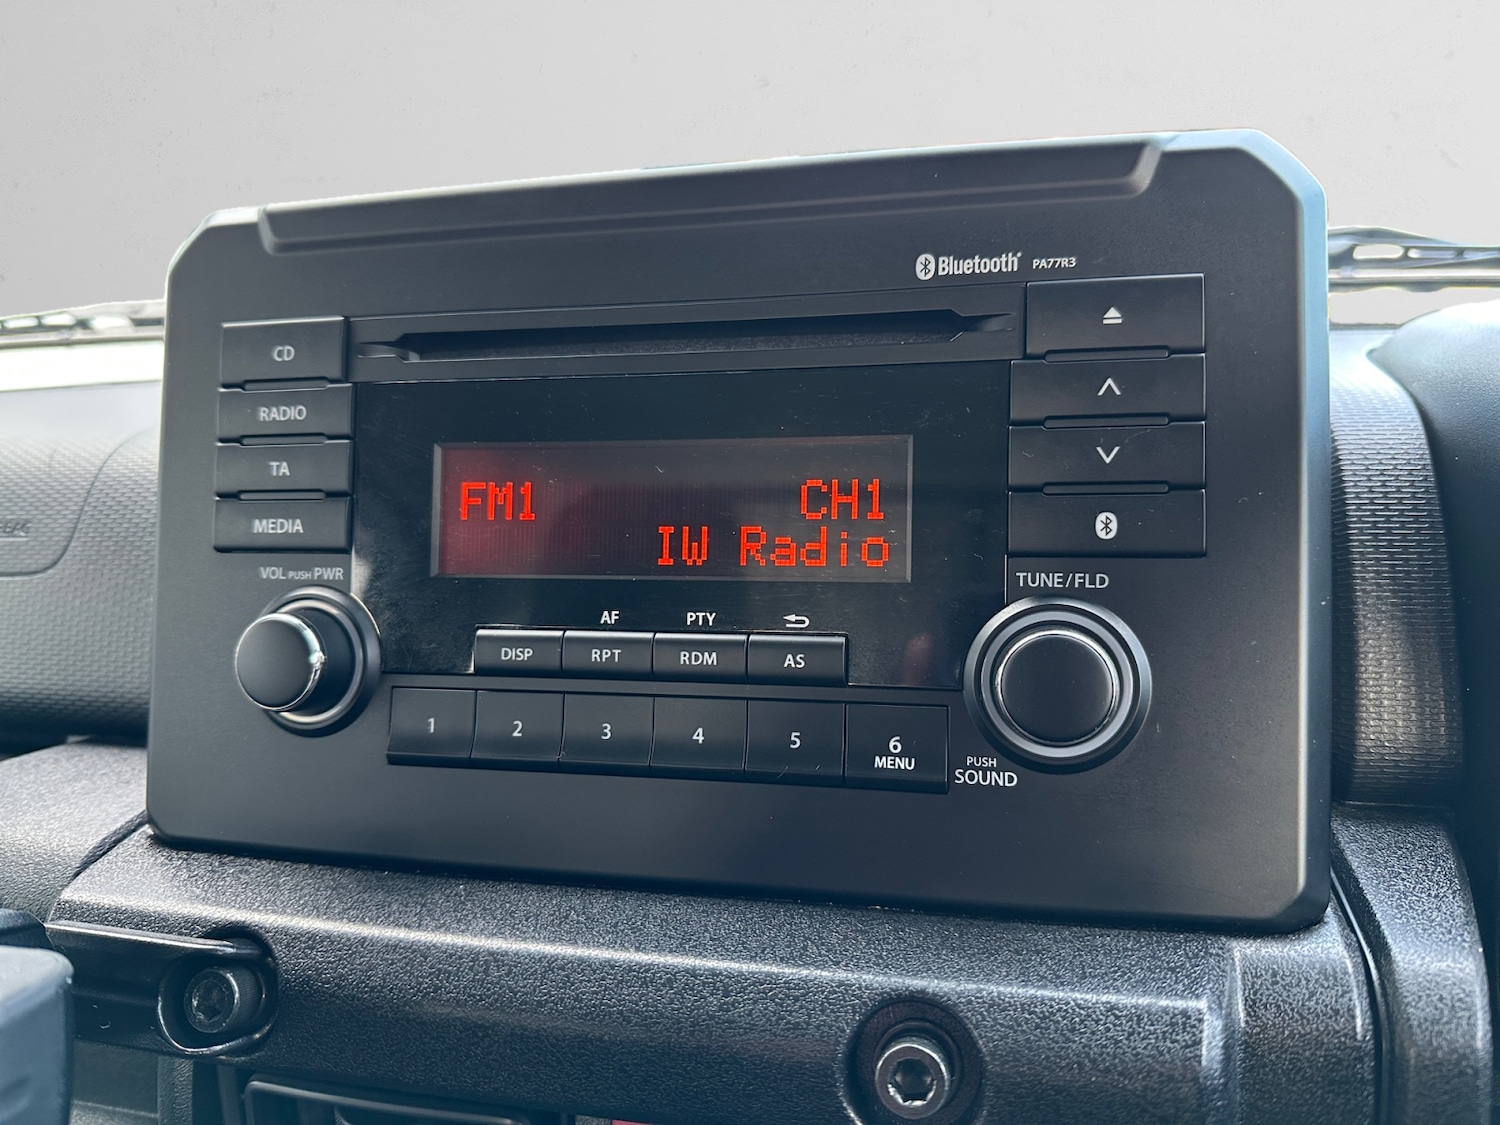 Bluetooth® PA77R3
CD
RADIO
TA
MEDIA
FM1 CH1
IW Radio
VOL PUSH PWR
TUNE/FLD
AF PTY
DISP RPT RDM AS
1 2 3 4 5 6
MENU
PUSH
SOUND